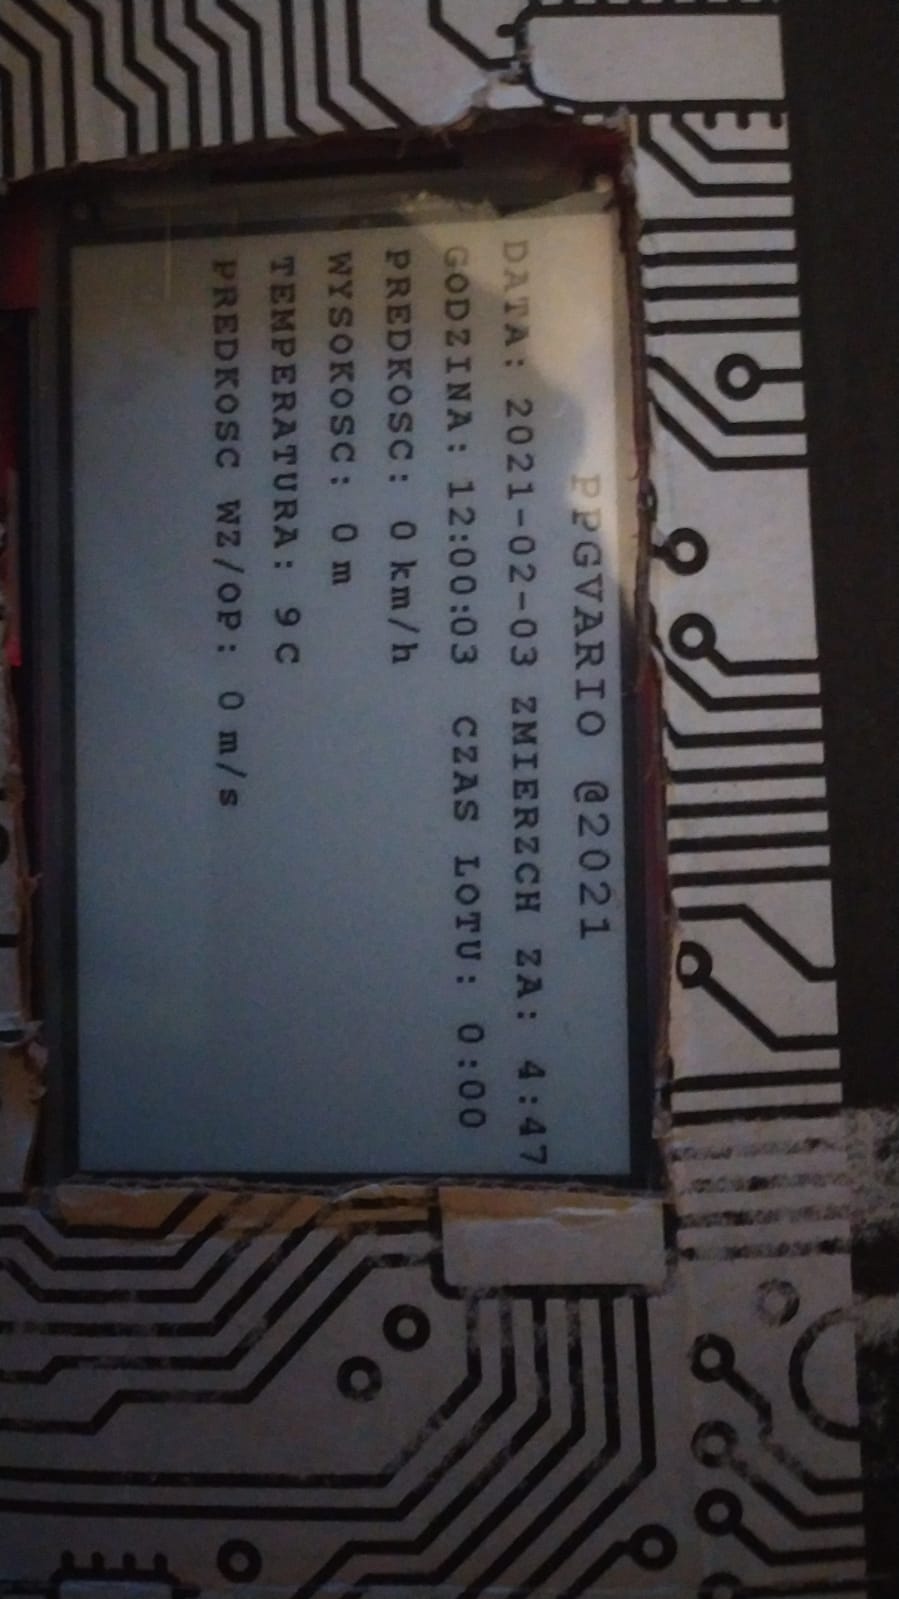 PPGVARIO @2021
DATA: 2021-02-03 ZMIERZCH ZA: 4:47
GODZINA: 12:00:03 CZAS LOTU: 0:00
PREDKOSC: 0 km/h
WYSOKOSC: 0 m
TEMPERATURA: 9 C
PREDKOSC WZ/OP: 0 m/s